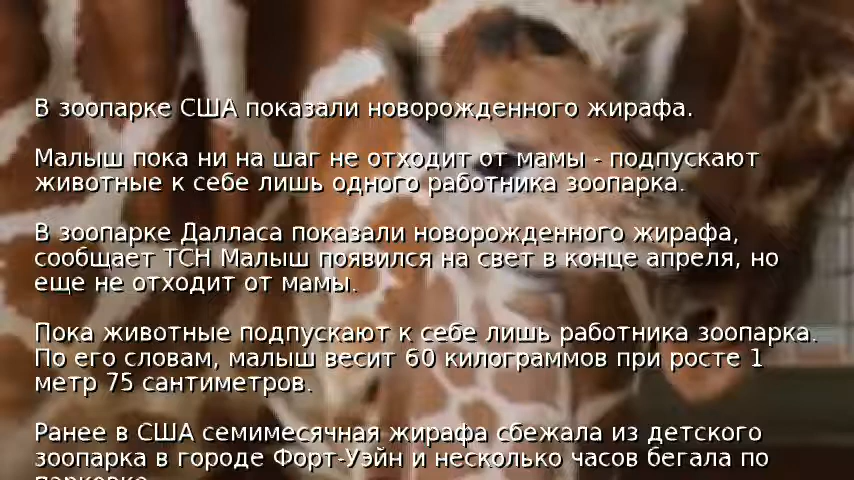 В зоопарке США показали новорожденного жирафа.
Малыш пока ни на шаг не отходит от мамы - подпускают
животные к себе лишь одного работника зоопарка.
В зоопарке Далласа показали новорожденного жирафа,
сообщает ТСН Малыш появился на свет в конце апреля, но
еще не отходит от мамы.
Пока животные подпускают к себе лишь работника зоопарка.
По его словам, малыш весит 60 килограммов при росте 1
метр 75 сантиметров.
Ранее в США семимесячная жирафа сбежала из детского
зоопарка в городе Форт-Уэйн и несколько часов бегала по